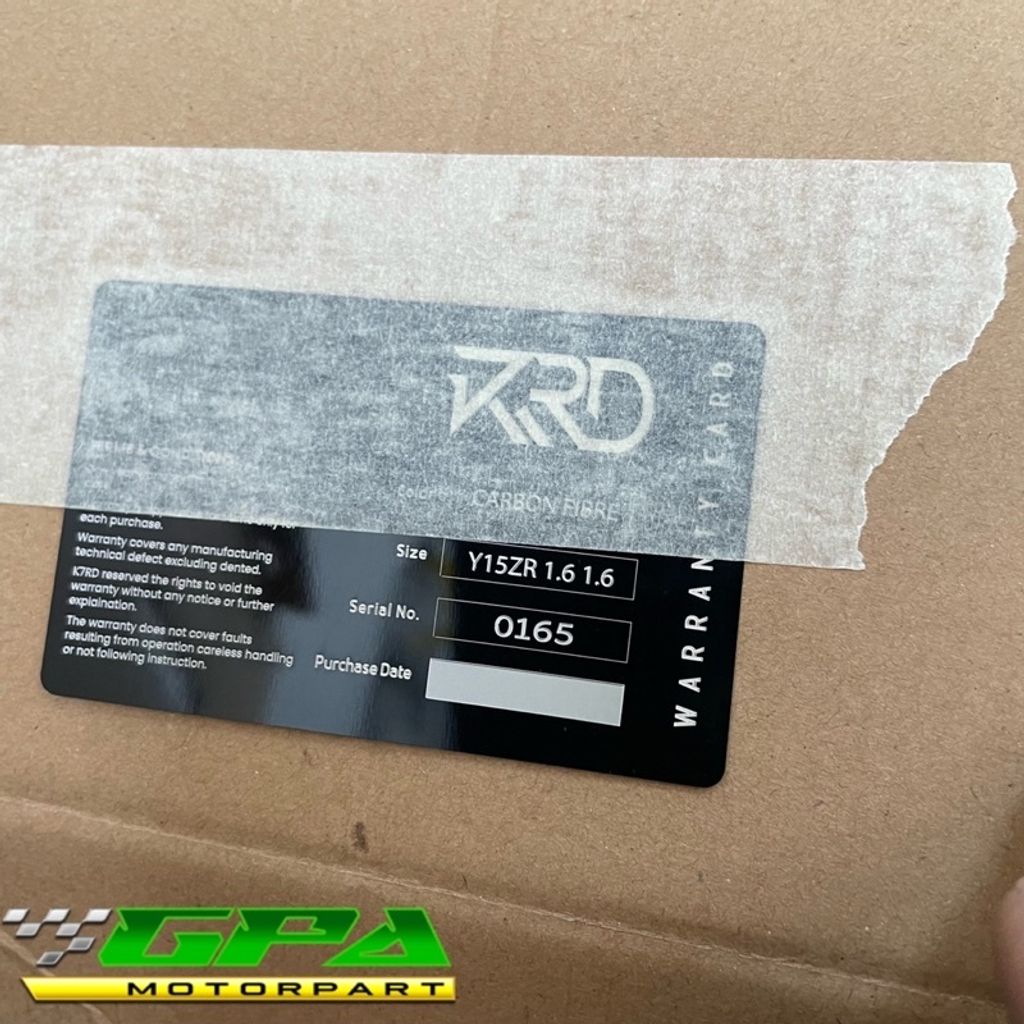 K7RD
CARBON FIBRE
each purchase.
Warranty covers any manufacturing
technical defect excluding dented.
K7RD reserved the rights to void the
warranty without any notice or further
explaination.
The warranty does not cover faults
resulting from operation careless handling
or not following instruction.
Size
Y15ZR 1.6 1.6
Serial No.
0165
Purchase Date
WARRANTY CARD
GPA
MOTORPART